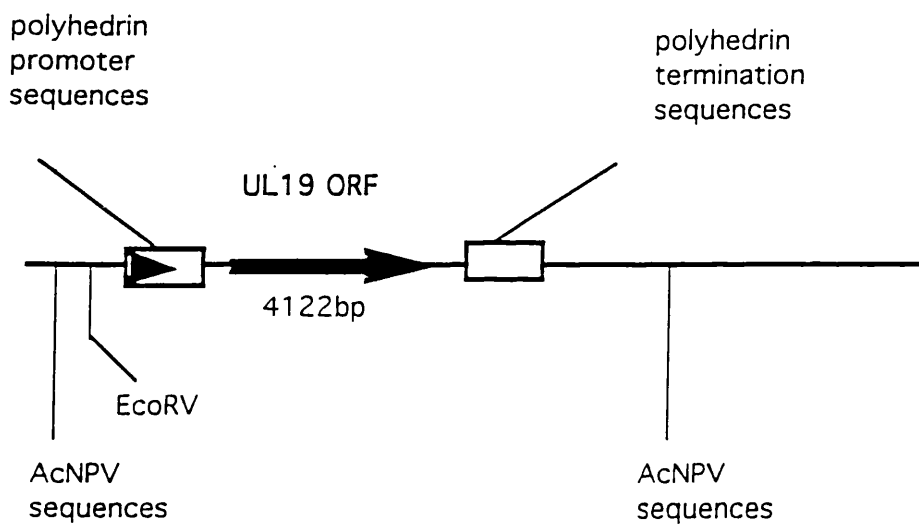 polyhedrin
promoter
sequences
polyhedrin
termination
sequences
UL19 ORF
4122bp
EcoRV
AcNPV
sequences
AcNPV
sequences